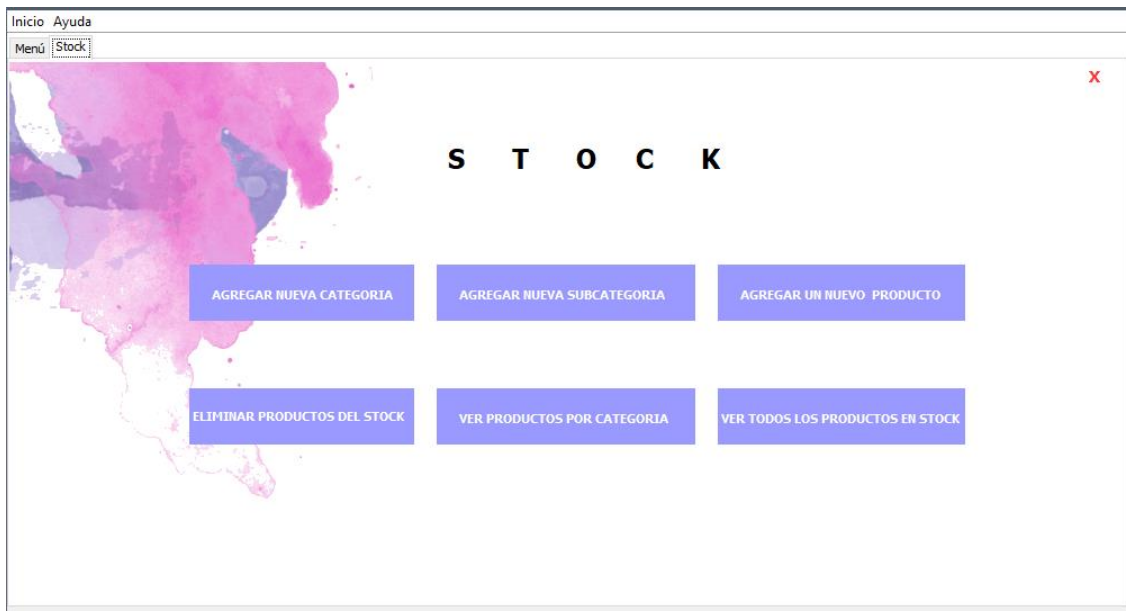 Inicio Ayuda
Menú Stock
X
S T O C K
AGREGAR NUEVA CATEGORIA AGREGAR NUEVA SUBCATEGORIA AGREGAR UN NUEVO PRODUCTO
ELIMINAR PRODUCTOS DEL STOCK VER PRODUCTOS POR CATEGORIA VER TODOS LOS PRODUCTOS EN STOCK